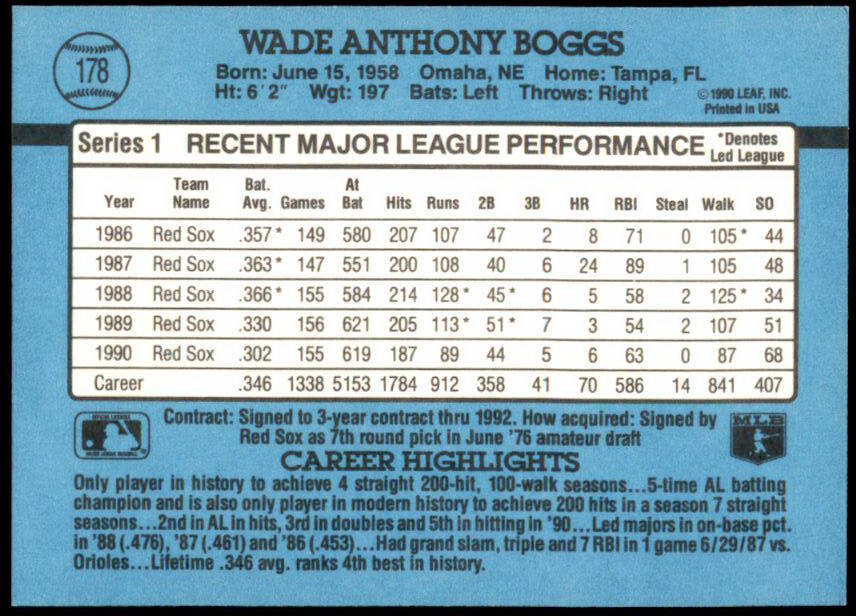 WADE ANTHONY BOGGS
178
Born: June 15, 1958 Omaha, NE Home: Tampa, FL
Ht: 6'2" Wgt: 197 Bats: Left Throws: Right
©1990 LEAF, INC.
Printed in USA
Series 1 RECENT MAJOR LEAGUE PERFORMANCE *Denotes
Led League
Year Team Name Bat. Avg. Games At Bat Hits Runs 2B 3B HR RBI Steal Walk SO
1986 Red Sox .357* 149 580 207 107 47 2 8 71 0 105* 44
1987 Red Sox .363* 147 551 200 108 40 6 24 89 1 105 48
1988 Red Sox .366* 155 584 214 128* 45* 6 5 58 2 125* 34
1989 Red Sox .330 156 621 205 113* 51* 7 3 54 2 107 51
1990 Red Sox .302 155 619 187 89 44 5 6 63 0 87 68
Career .346 1338 5153 1784 912 358 41 70 586 14 841 407
Contract: Signed to 3-year contract thru 1992. How acquired: Signed by
Red Sox as 7th round pick in June '76 amateur draft
MLB
CAREER HIGHLIGHTS
Only player in history to achieve 4 straight 200-hit, 100-walk seasons...5-time AL batting
champion and is also only player in modern history to achieve 200 hits in a season 7 straight
seasons...2nd in AL in hits, 3rd in doubles and 5th in hitting in '90...Led majors in on-base pct.
in '88 (.476), '87 (.461) and '86 (.453)...Had grand slam, triple and 7 RBI in 1 game 6/29/87 vs.
Orioles...Lifetime .346 avg. ranks 4th best in history.